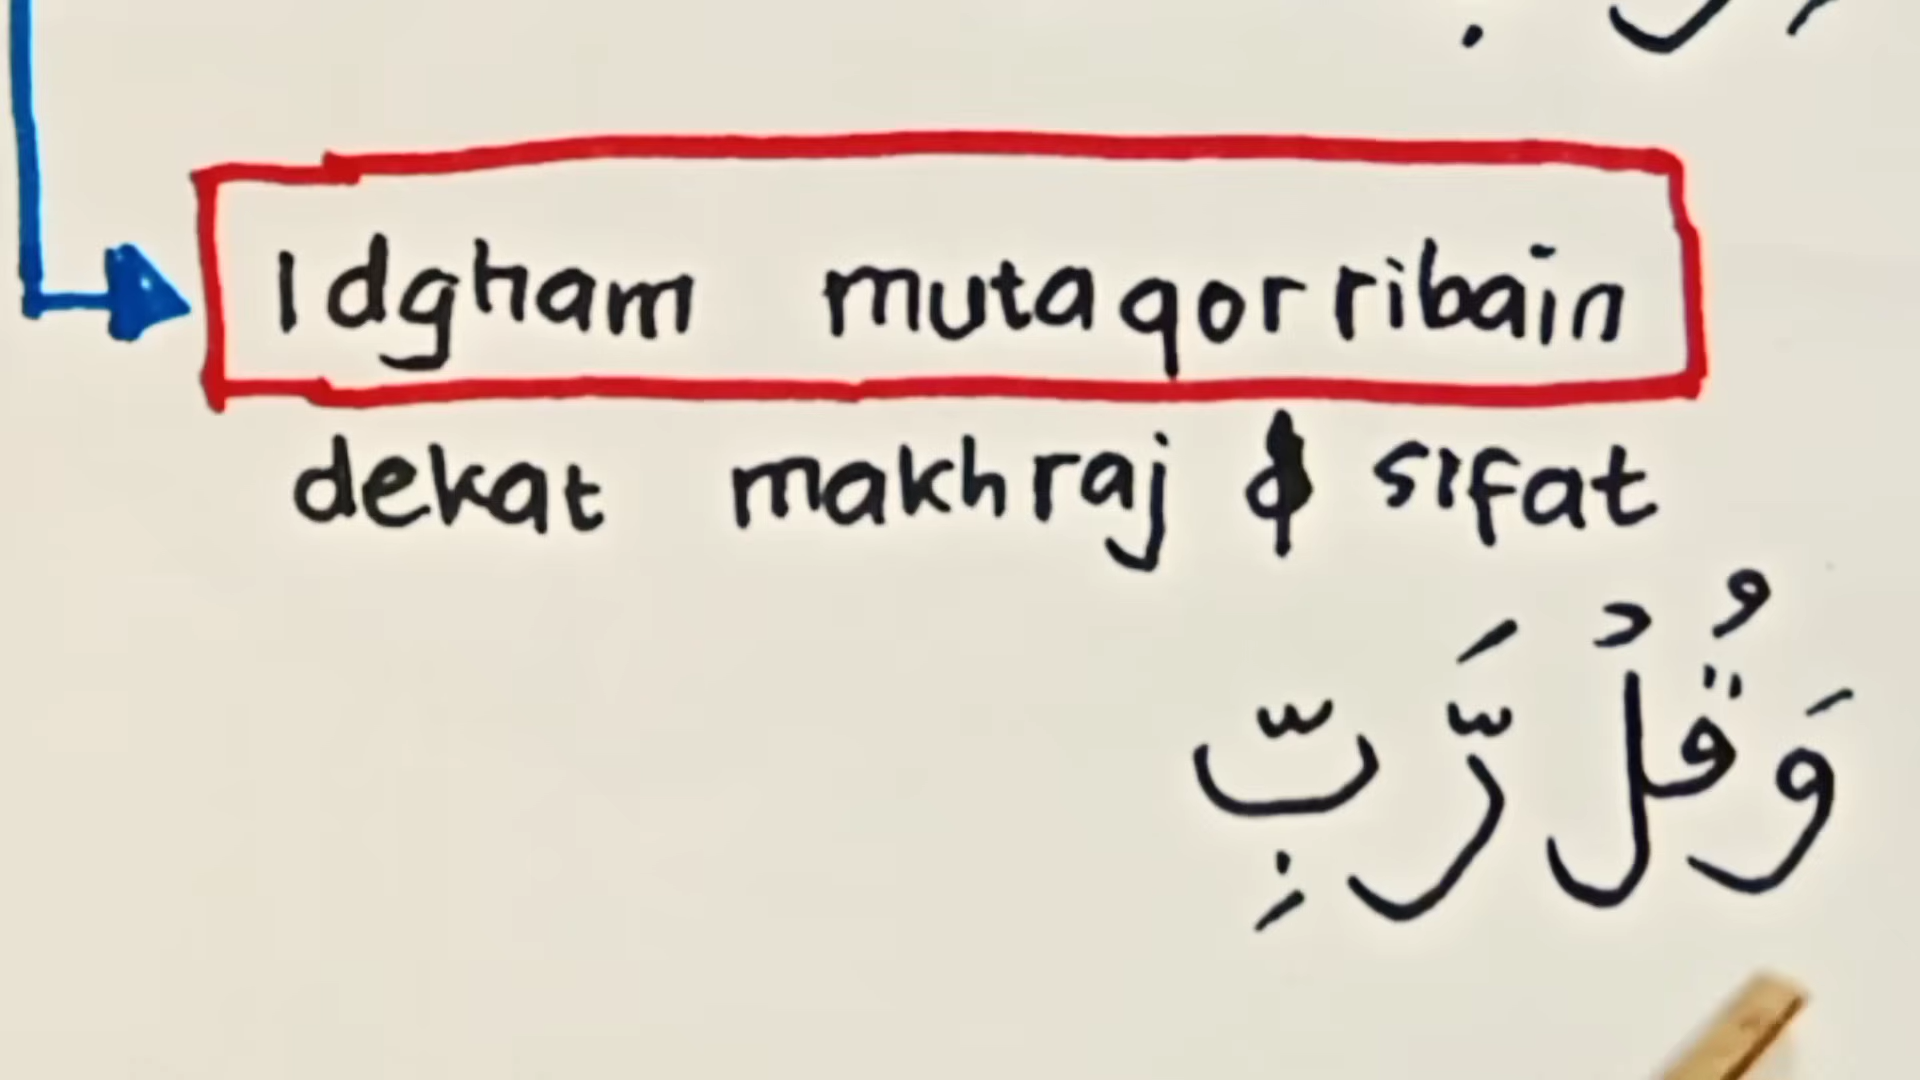 Idgham mutaqorribain
dekat makhraj & sifat
وَقُلْ رَّبِّ